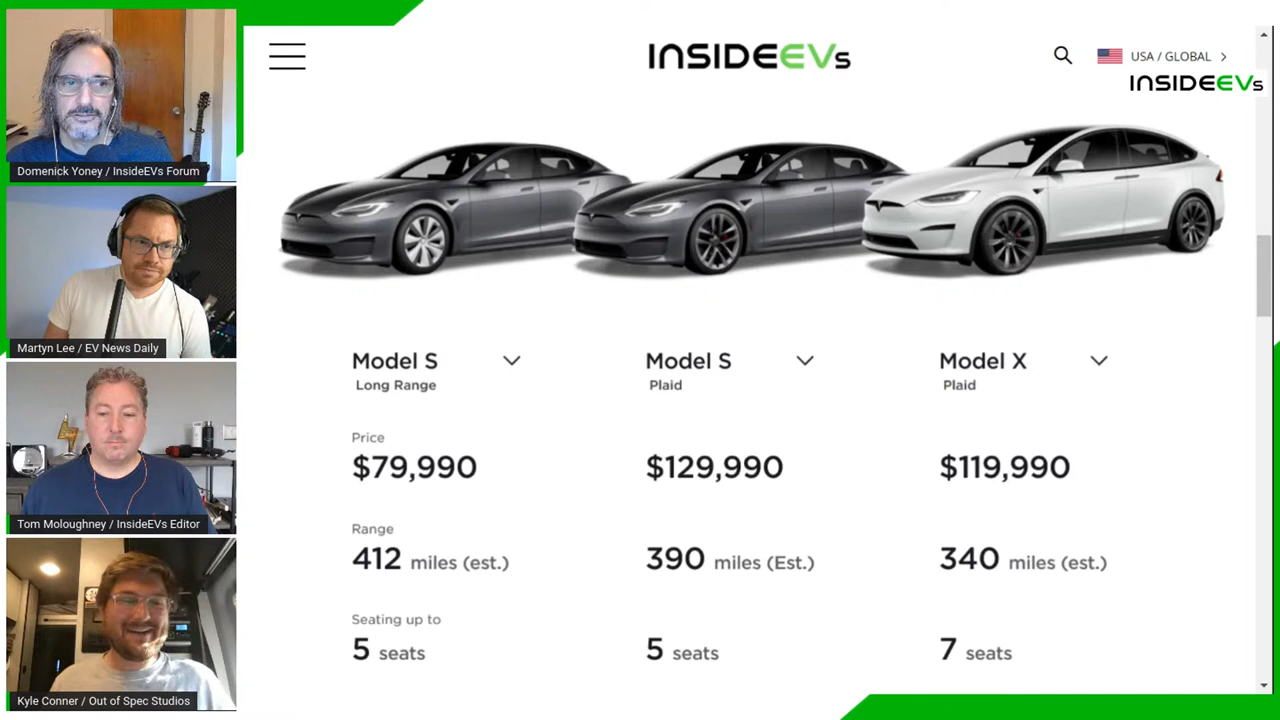 Domenick Yoney / InsideEVs Forum
Martyn Lee / EV News Daily
Tom Moloughney / InsideEVs Editor
Kyle Conner / Out of Spec Studios
INSIDEEVs
USA / GLOBAL
INSIDEEVs
Model S
Long Range
Model S
Plaid
Model X
Plaid
Price
$79,990
$129,990
$119,990
Range
412 miles (est.)
390 miles (Est.)
340 miles (est.)
Seating up to
5 seats
5 seats
7 seats